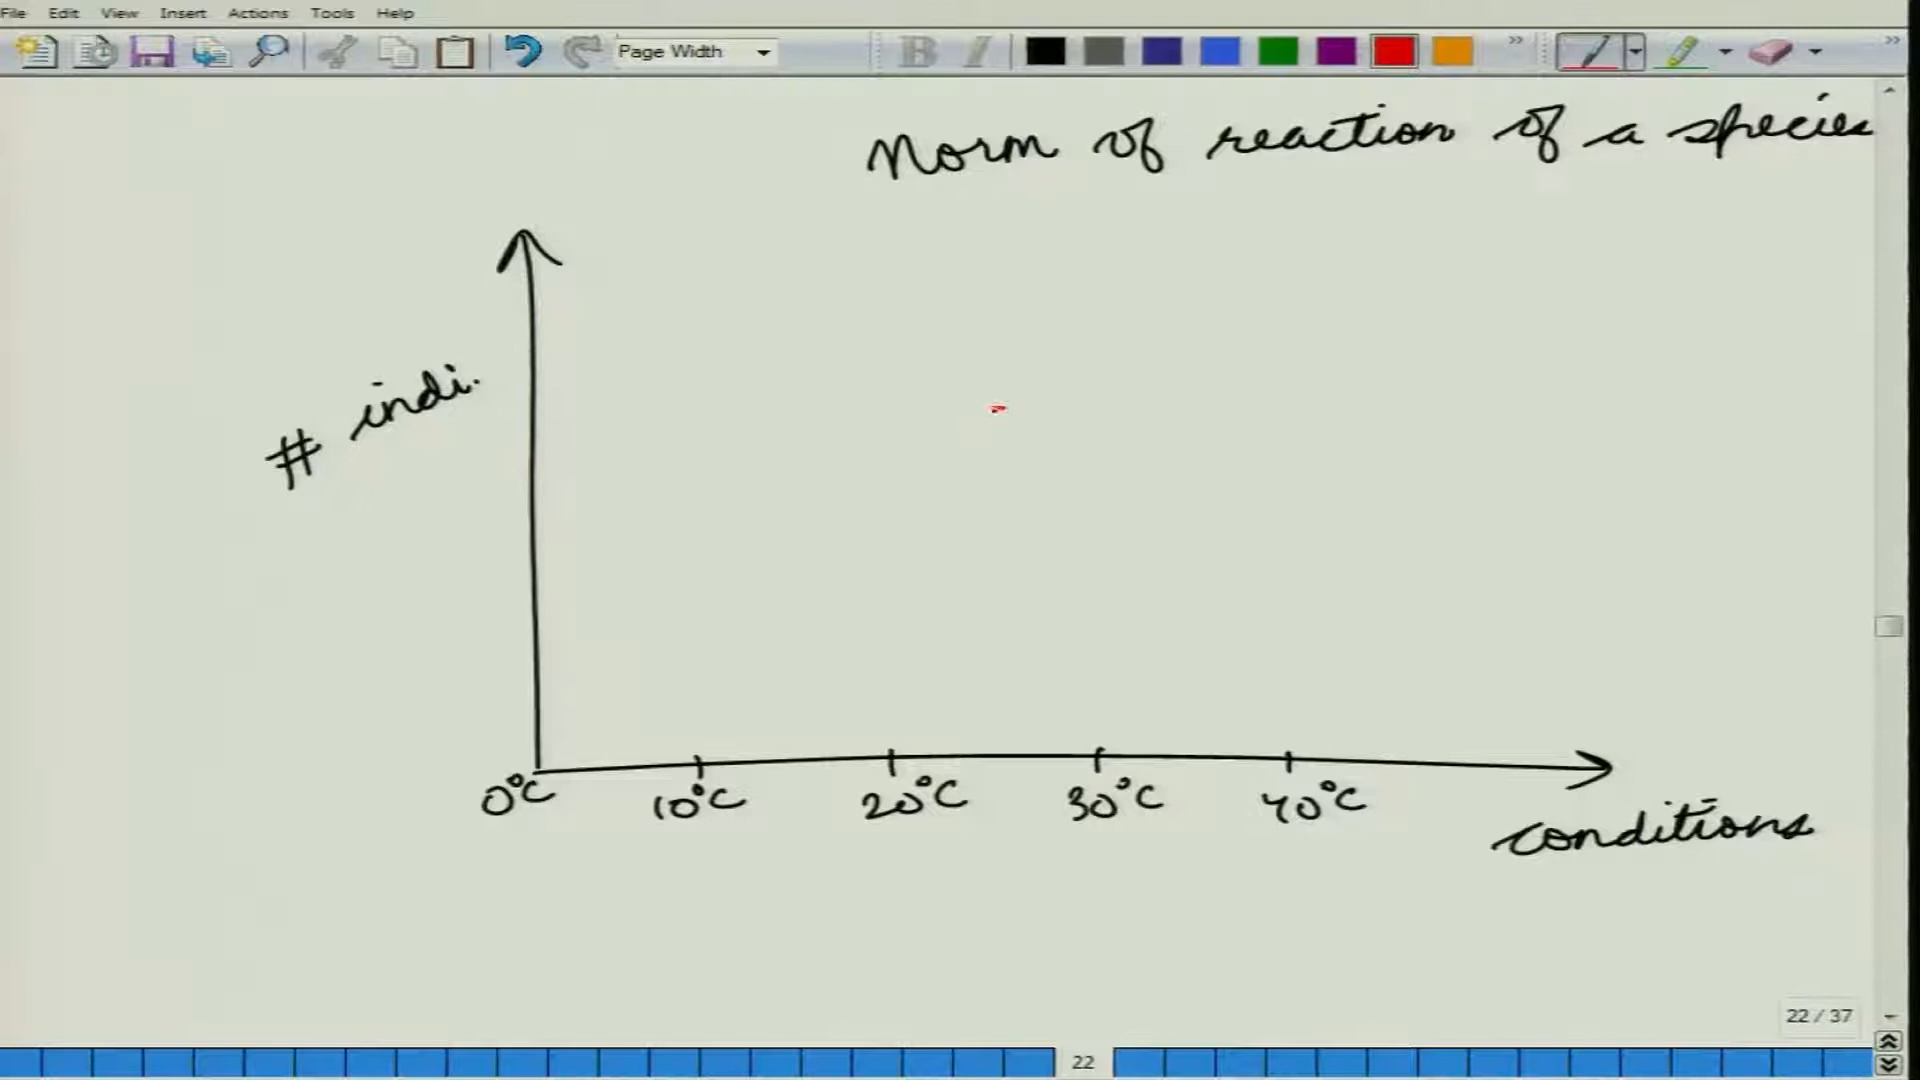 File Edit View Insert Actions Tools Help
Page Width B I
Norm of reaction of a species
# indi.
0°C 10°C 20°C 30°C 40°C
conditions
22 / 37
22